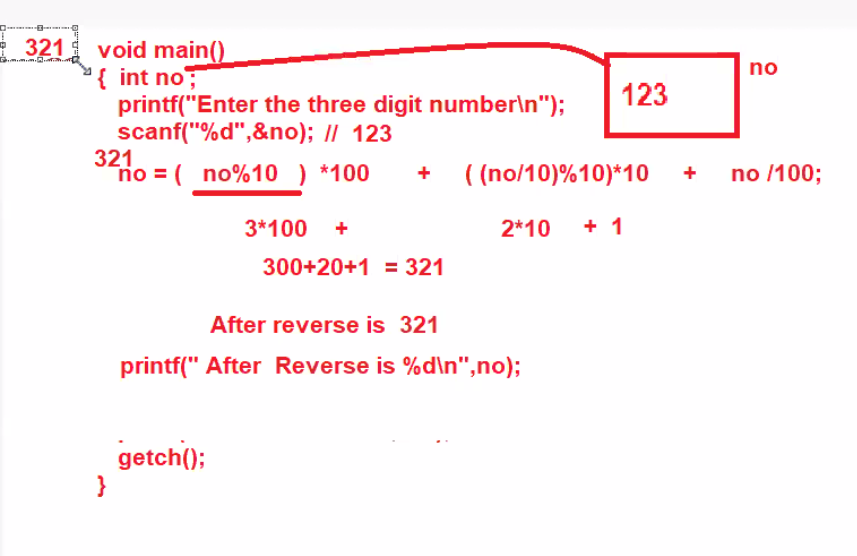 321 void main()
{ int no ; no
printf("Enter the three digit number\n"); 123
scanf("%d",&no); // 123
321
no = ( no%10 ) *100 + ( (no/10)%10)*10 + no /100;
3*100 + 2*10 + 1
300+20+1 = 321
After reverse is 321
printf(" After Reverse is %d\n",no);
getch();
}